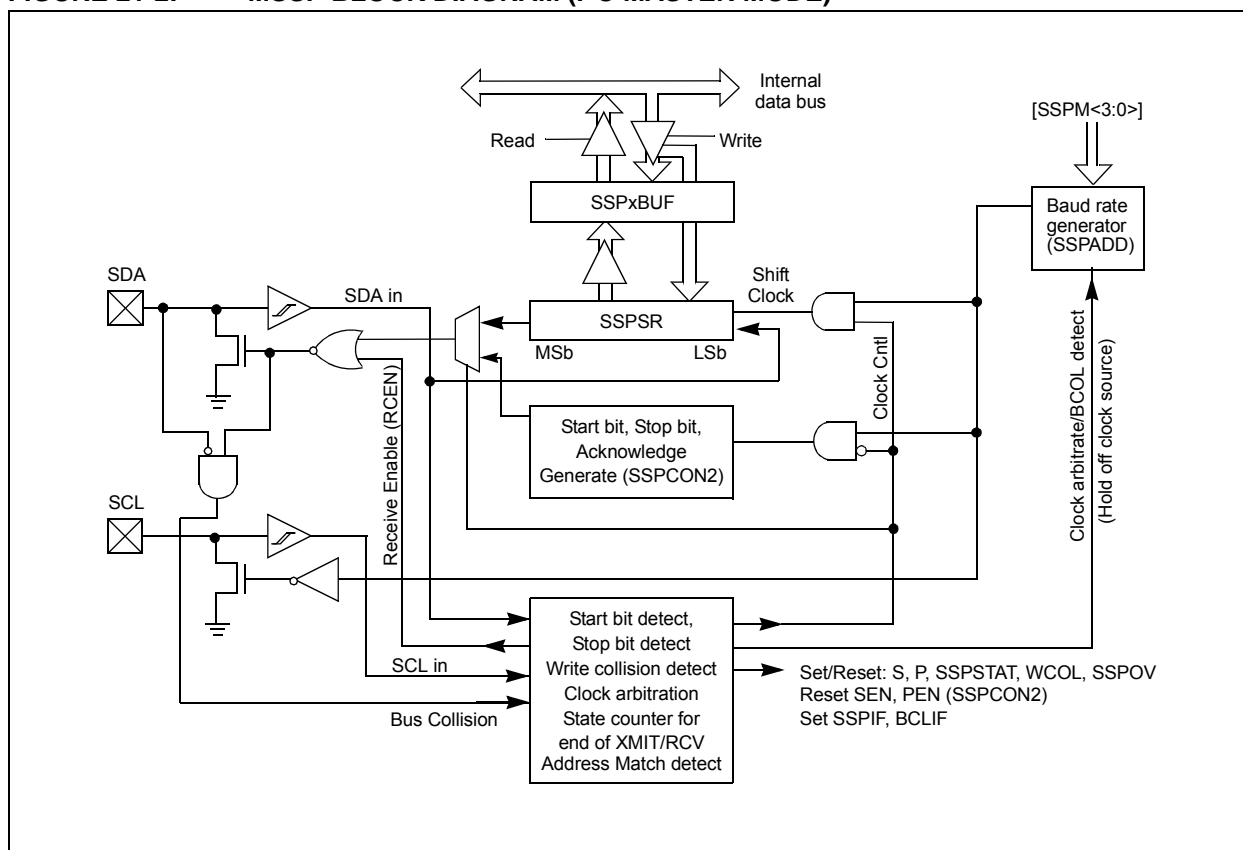 Internal
data bus
[SSPM<3:0>]
Read
Write
SSPxBUF
Baud rate
generator
(SSPADD)
SDA
SDA in
Shift
Clock
SSPSR
MSb
LSb
Clock Cntl
Receive Enable (RCEN)
Clock arbitrate/BCOL detect
(Hold off clock source)
Start bit, Stop bit,
Acknowledge
Generate (SSPCON2)
SCL
SCL in
Bus Collision
Start bit detect,
Stop bit detect
Write collision detect
Clock arbitration
State counter for
end of XMIT/RCV
Address Match detect
Set/Reset: S, P, SSPSTAT, WCOL, SSPOV
Reset SEN, PEN (SSPCON2)
Set SSPIF, BCLIF